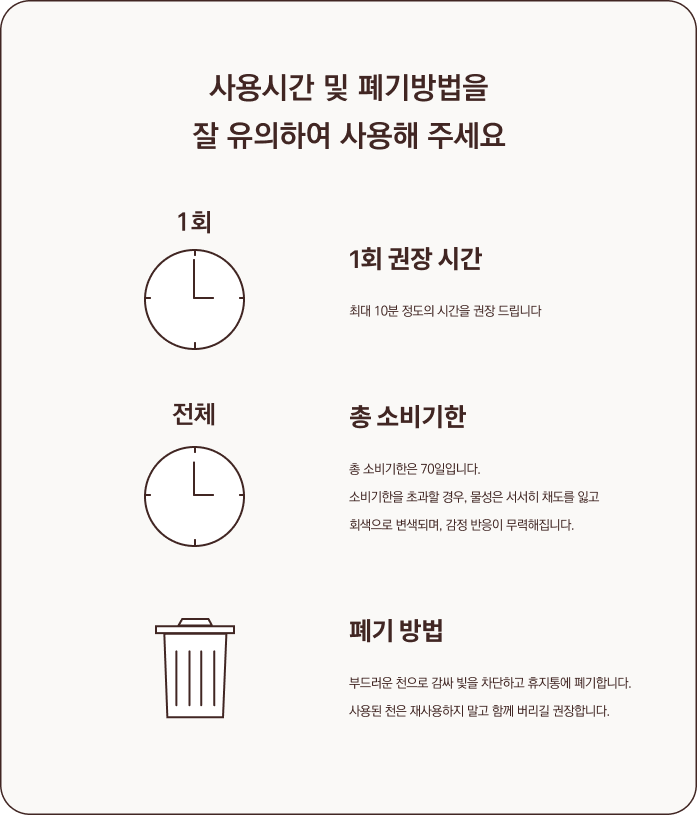 사용시간 및 폐기방법을
잘 유의하여 사용해 주세요
1회
1회 권장 시간
최대 10분 정도의 시간을 권장 드립니다
전체
총 소비기한
총 소비기한은 70일입니다.
소비기한을 초과할 경우, 물성은 서서히 채도를 잃고
회색으로 변색되며, 감정 반응이 무력해집니다.
폐기 방법
부드러운 천으로 감싸 빛을 차단하고 휴지통에 폐기합니다.
사용된 천은 재사용하지 말고 함께 버리길 권장합니다.